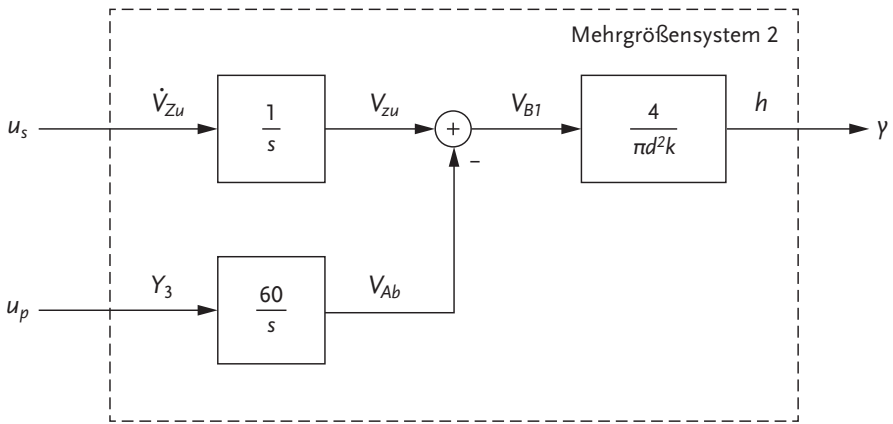 Mehrgrößensystem 2
u_s
V̇_Zu
1
s
V_zu
+
–
V_B1
4
πd²k
h
γ
u_p
Y_3
60
s
V_Ab